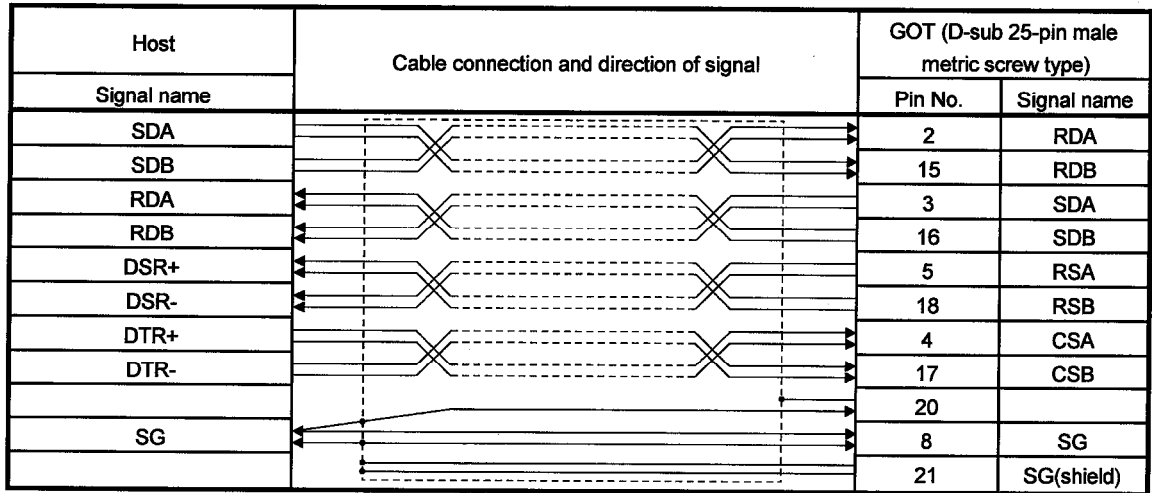 Host
Cable connection and direction of signal
GOT (D-sub 25-pin male
metric screw type)
Signal name
Pin No. Signal name
SDA 2 RDA
SDB 15 RDB
RDA 3 SDA
RDB 16 SDB
DSR+ 5 RSA
DSR- 18 RSB
DTR+ 4 CSA
DTR- 17 CSB
20
SG 8 SG
21 SG(shield)